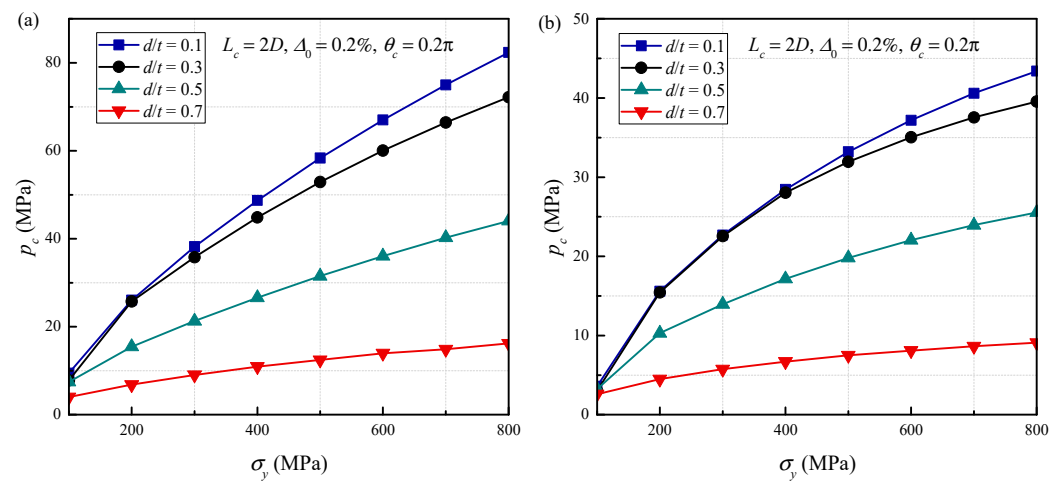 (a)
d/t = 0.1
d/t = 0.3
d/t = 0.5
d/t = 0.7
L_c = 2D, Δ_0 = 0.2%, θ_c = 0.2π
80
60
40
20
0
p_c (MPa)
200 400 600 800
σ_y (MPa)
(b)
d/t = 0.1
d/t = 0.3
d/t = 0.5
d/t = 0.7
L_c = 2D, Δ_0 = 0.2%, θ_c = 0.2π
50
40
30
20
10
0
p_c (MPa)
200 400 600 800
σ_y (MPa)